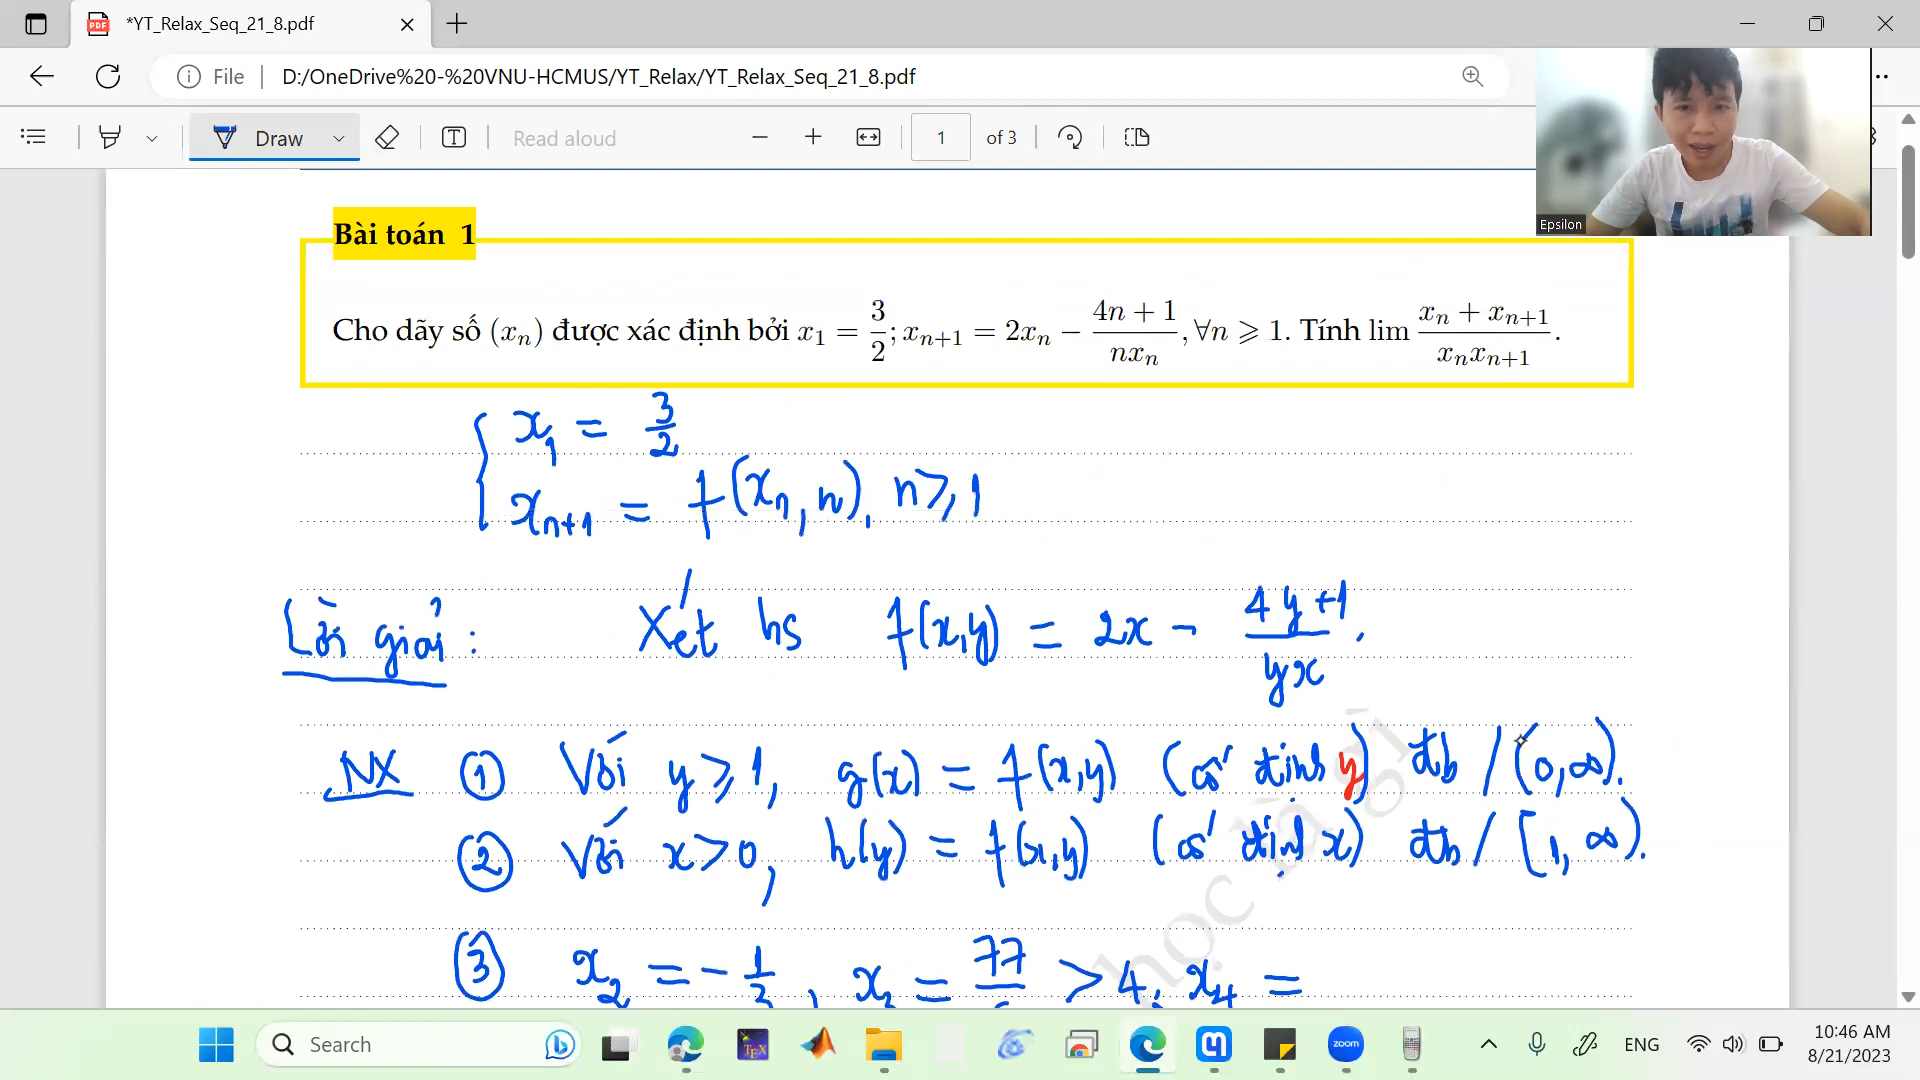 *YT_Relax_Seq_21_8.pdf
File | D:/OneDrive%20-%20VNU-HCMUS/YT_Relax/YT_Relax_Seq_21_8.pdf
Draw Read aloud 1 of 3
Epsilon
Bài toán 1
Cho dãy số (xₙ) được xác định bởi x₁ = 3/2; xₙ₊₁ = 2xₙ − (4n + 1)/(nxₙ), ∀n ⩾ 1. Tính lim (xₙ + xₙ₊₁)/(xₙxₙ₊₁).
x₁ = 3/2
xₙ₊₁ = f(xₙ, n), n ⩾ 1
Lời giải: Xét hs f(x,y) = 2x − (4y+1)/(yx).
NX ① Với y ⩾ 1, g(x) = f(x,y) (cố định y) đb / (0, ∞).
② Với x > 0, h(y) = f(x,y) (cố định x) đb / [1, ∞).
③ x₂ = −1/3, x₃ = 77/ > 4, x₄ =
học là gì
Search
ENG
10:46 AM
8/21/2023